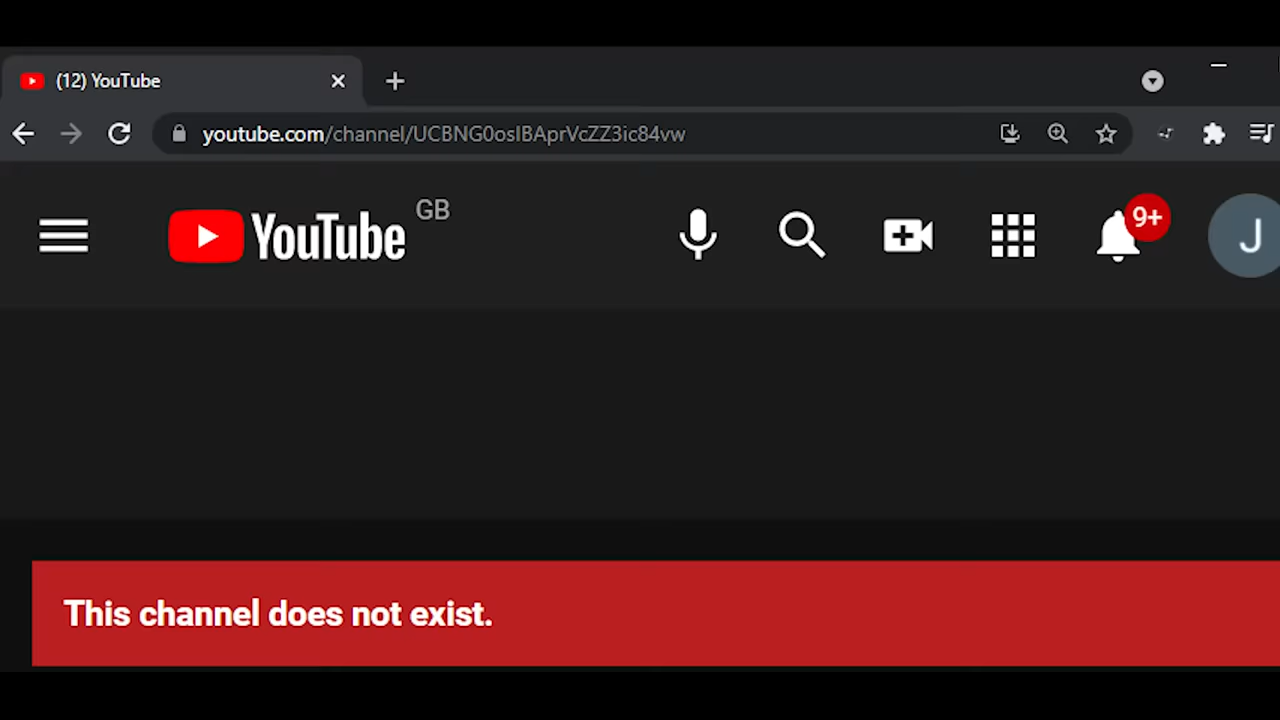 (12) YouTube
youtube.com/channel/UCBNG0osIBAprVcZZ3ic84vw
YouTube GB
9+
J
This channel does not exist.